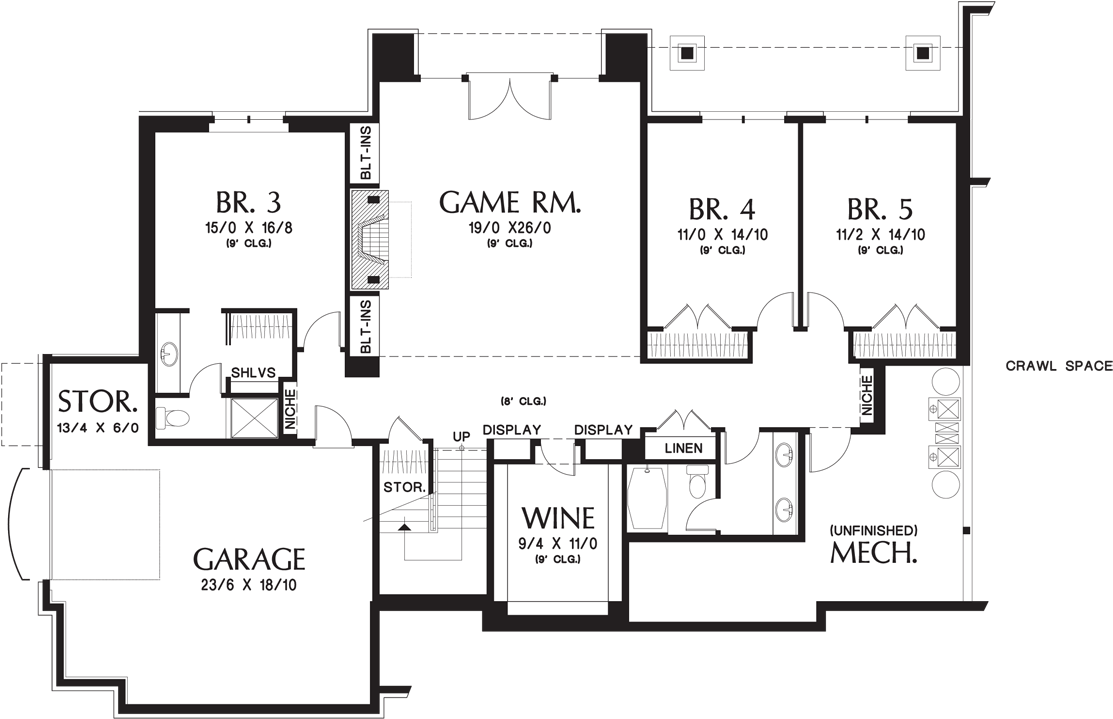 BLT-INS
BR. 3
15/0 X 16/8
(9' CLG.)
GAME RM.
19/0 X26/0
(9' CLG.)
BR. 4
11/0 X 14/10
(9' CLG.)
BR. 5
11/2 X 14/10
(9' CLG.)
BLT-INS
SHLVS
NICHE
STOR.
13/4 X 6/0
(8' CLG.)
NICHE
CRAWL SPACE
UP
DISPLAY
DISPLAY
LINEN
STOR.
WINE
9/4 X 11/0
(9' CLG.)
(UNFINISHED)
MECH.
GARAGE
23/6 X 18/10